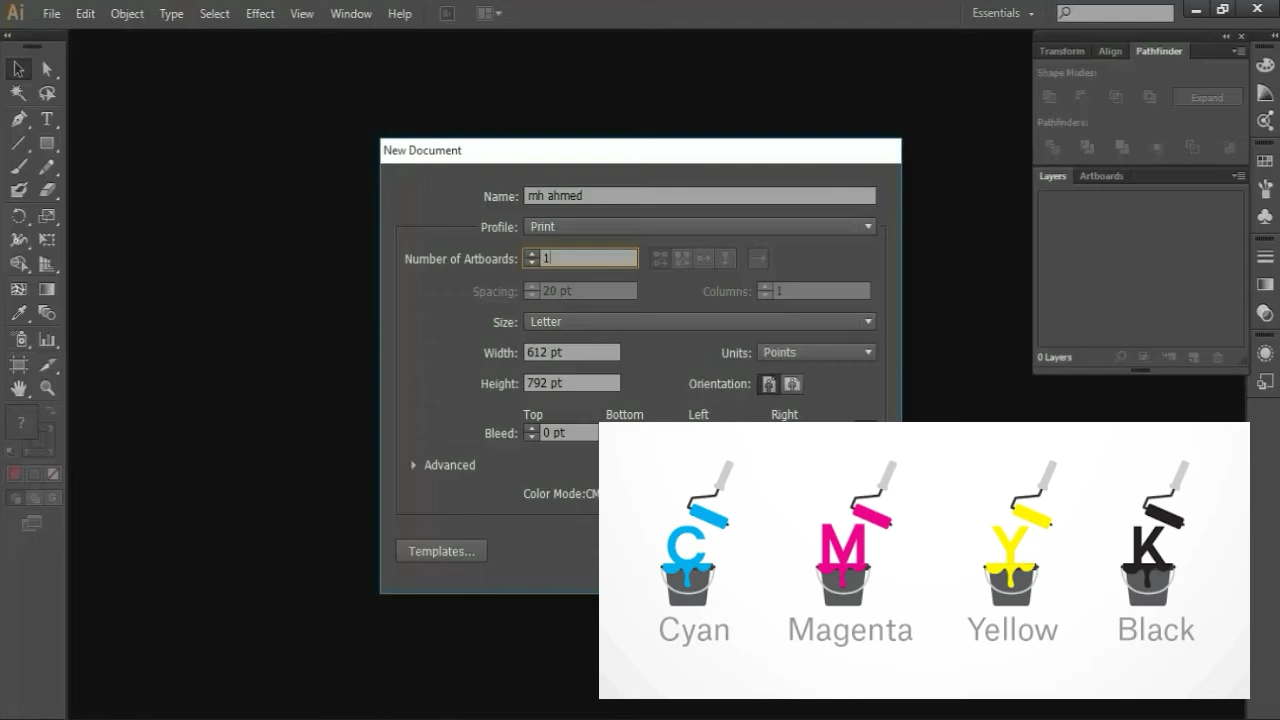 Ai File Edit Object Type Select Effect View Window Help Br Essentials
Transform Align Pathfinder
Shape Modes:
Expand
Pathfinders:
Layers Artboards
0 Layers
New Document
Name: mh ahmed
Profile: Print
Number of Artboards: 1
Spacing: 20 pt Columns: 1
Size: Letter
Width: 612 pt Units: Points
Height: 792 pt Orientation:
Top Bottom Left Right
Bleed: 0 pt
Advanced
Color Mode:CM
Templates...
?
C M Y K
Cyan Magenta Yellow Black